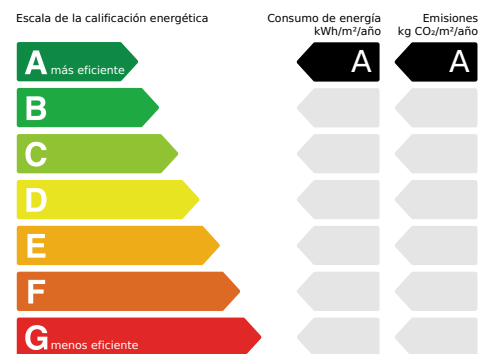 Escala de la calificación energética
Consumo de energía
kWh/m²/año
Emisiones
kg CO₂/m²/año
A más eficiente
A
A
B
C
D
E
F
G menos eficiente